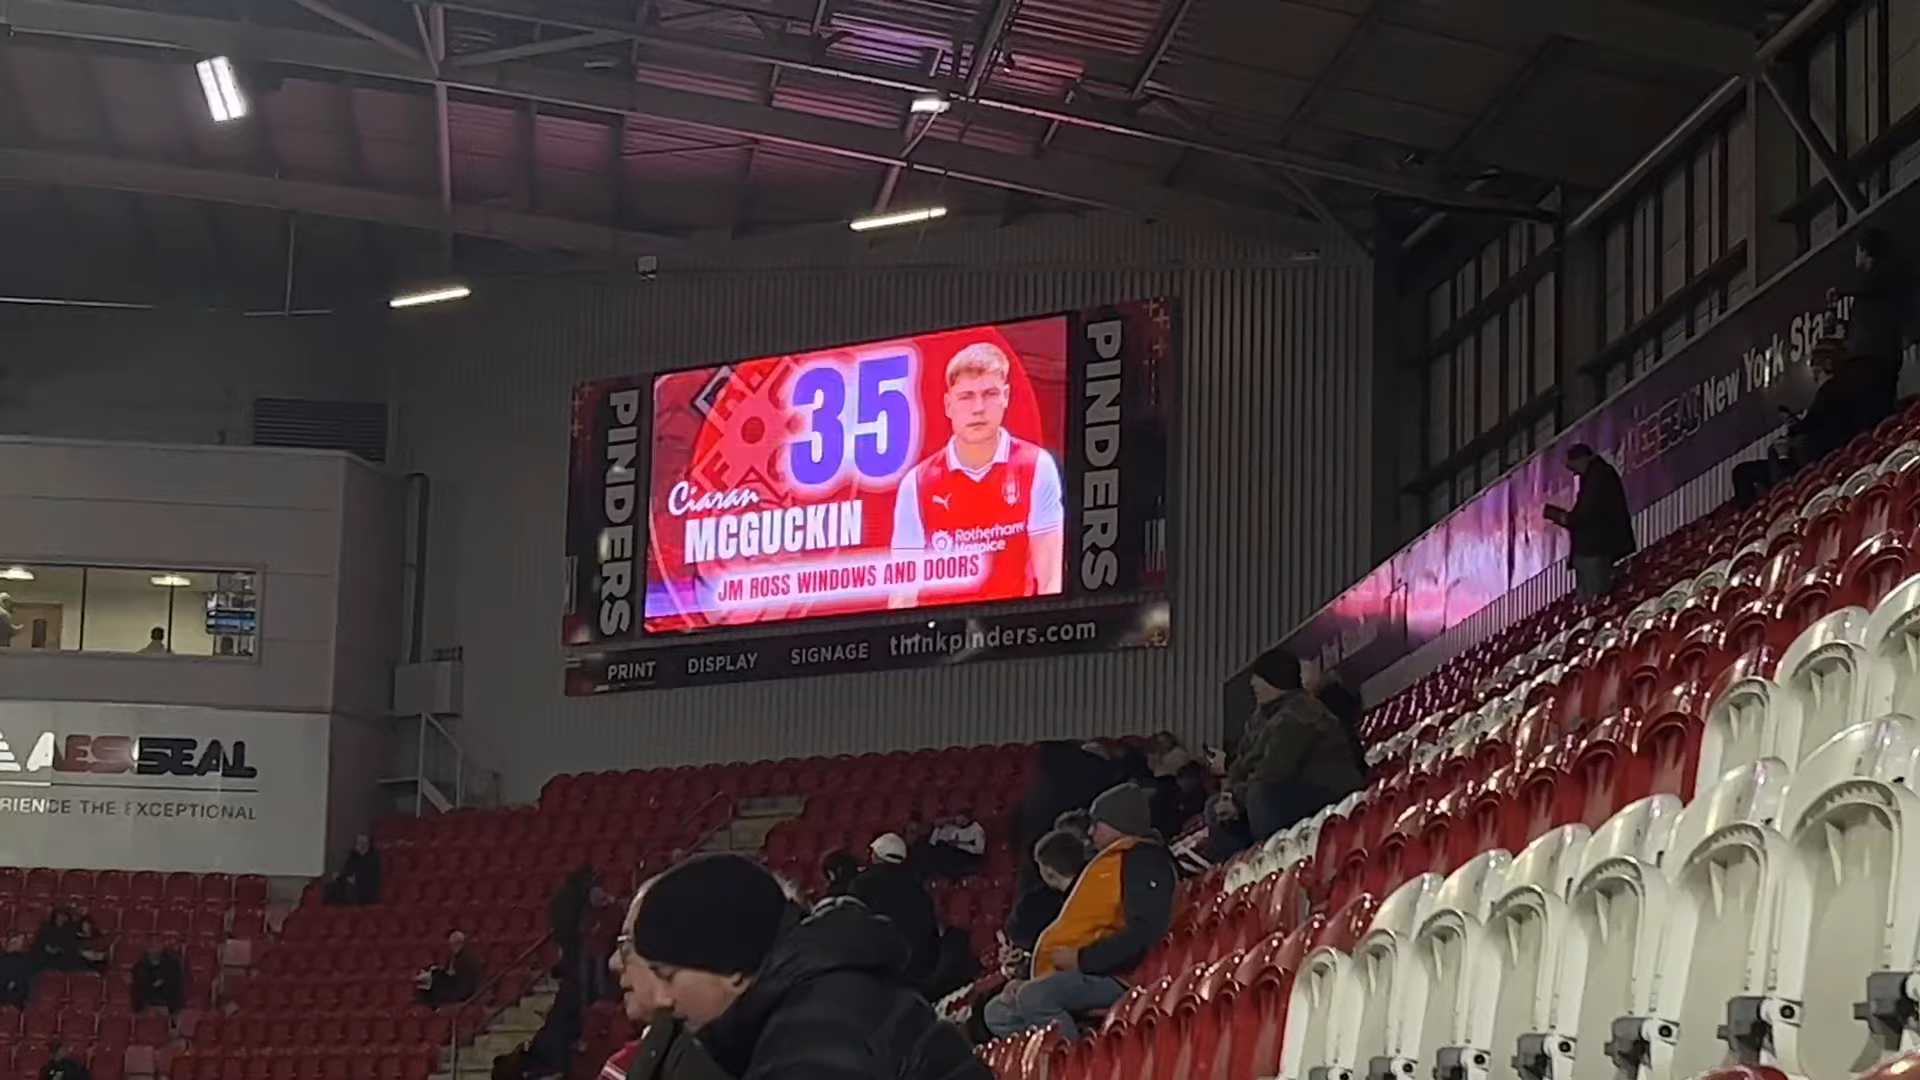 PINDERS
35
Ciaran
MCGUCKIN
JM ROSS WINDOWS AND DOORS
Rotherham
Hospice
PINDERS
PRINT DISPLAY SIGNAGE thinkpinders.com
AESSEAL New York
AESSEAL
RIENCE THE EXCEPTIONAL